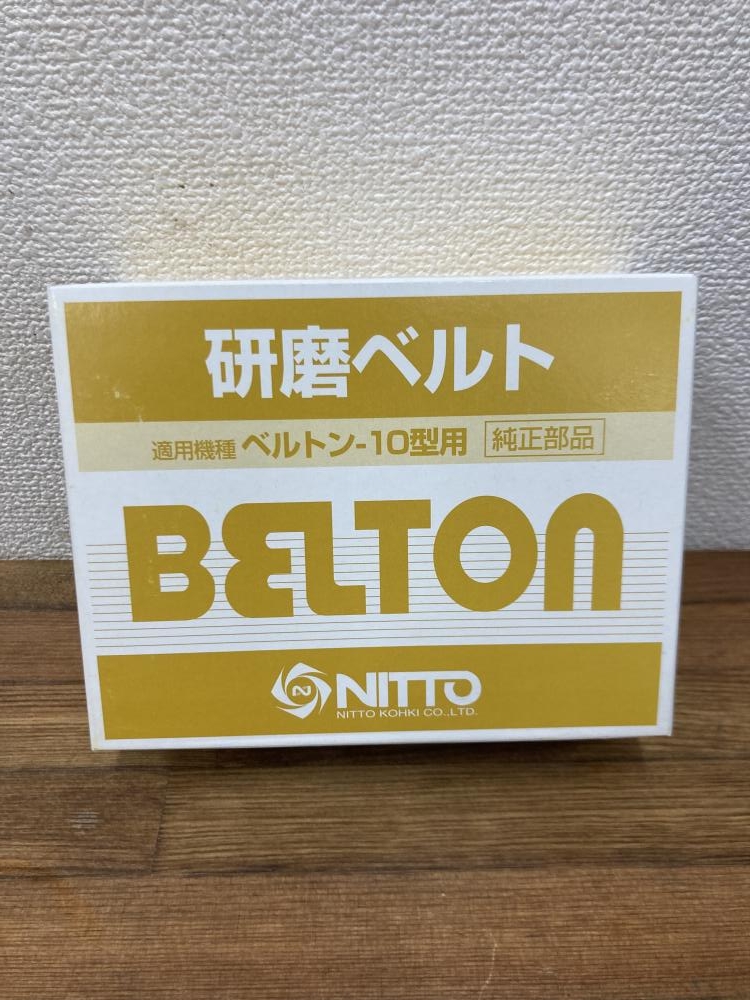 研磨ベルト
適用機種 ベルトン-10型用 純正部品
BELTON
N NITTO
NITTO KOHKI CO.,LTD.